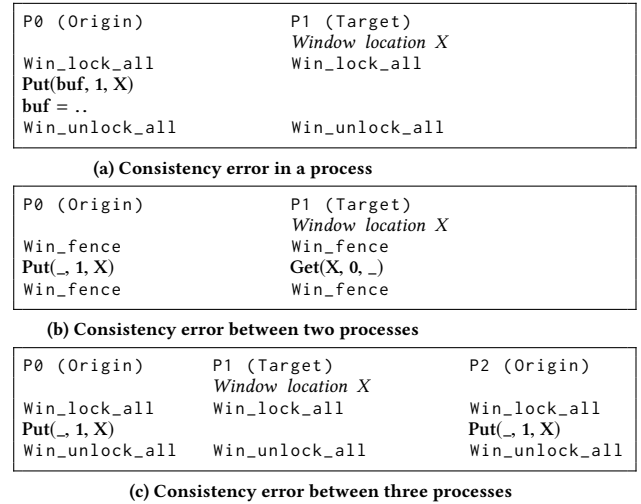 P0 (Origin) P1 (Target)
Window location X
Win_lock_all Win_lock_all
Put(buf, 1, X)
buf = ..
Win_unlock_all Win_unlock_all
(a) Consistency error in a process
P0 (Origin) P1 (Target)
Window location X
Win_fence Win_fence
Put(_, 1, X) Get(X, 0, _)
Win_fence Win_fence
(b) Consistency error between two processes
P0 (Origin) P1 (Target) P2 (Origin)
Window location X
Win_lock_all Win_lock_all Win_lock_all
Put(_, 1, X) Put(_, 1, X)
Win_unlock_all Win_unlock_all Win_unlock_all
(c) Consistency error between three processes